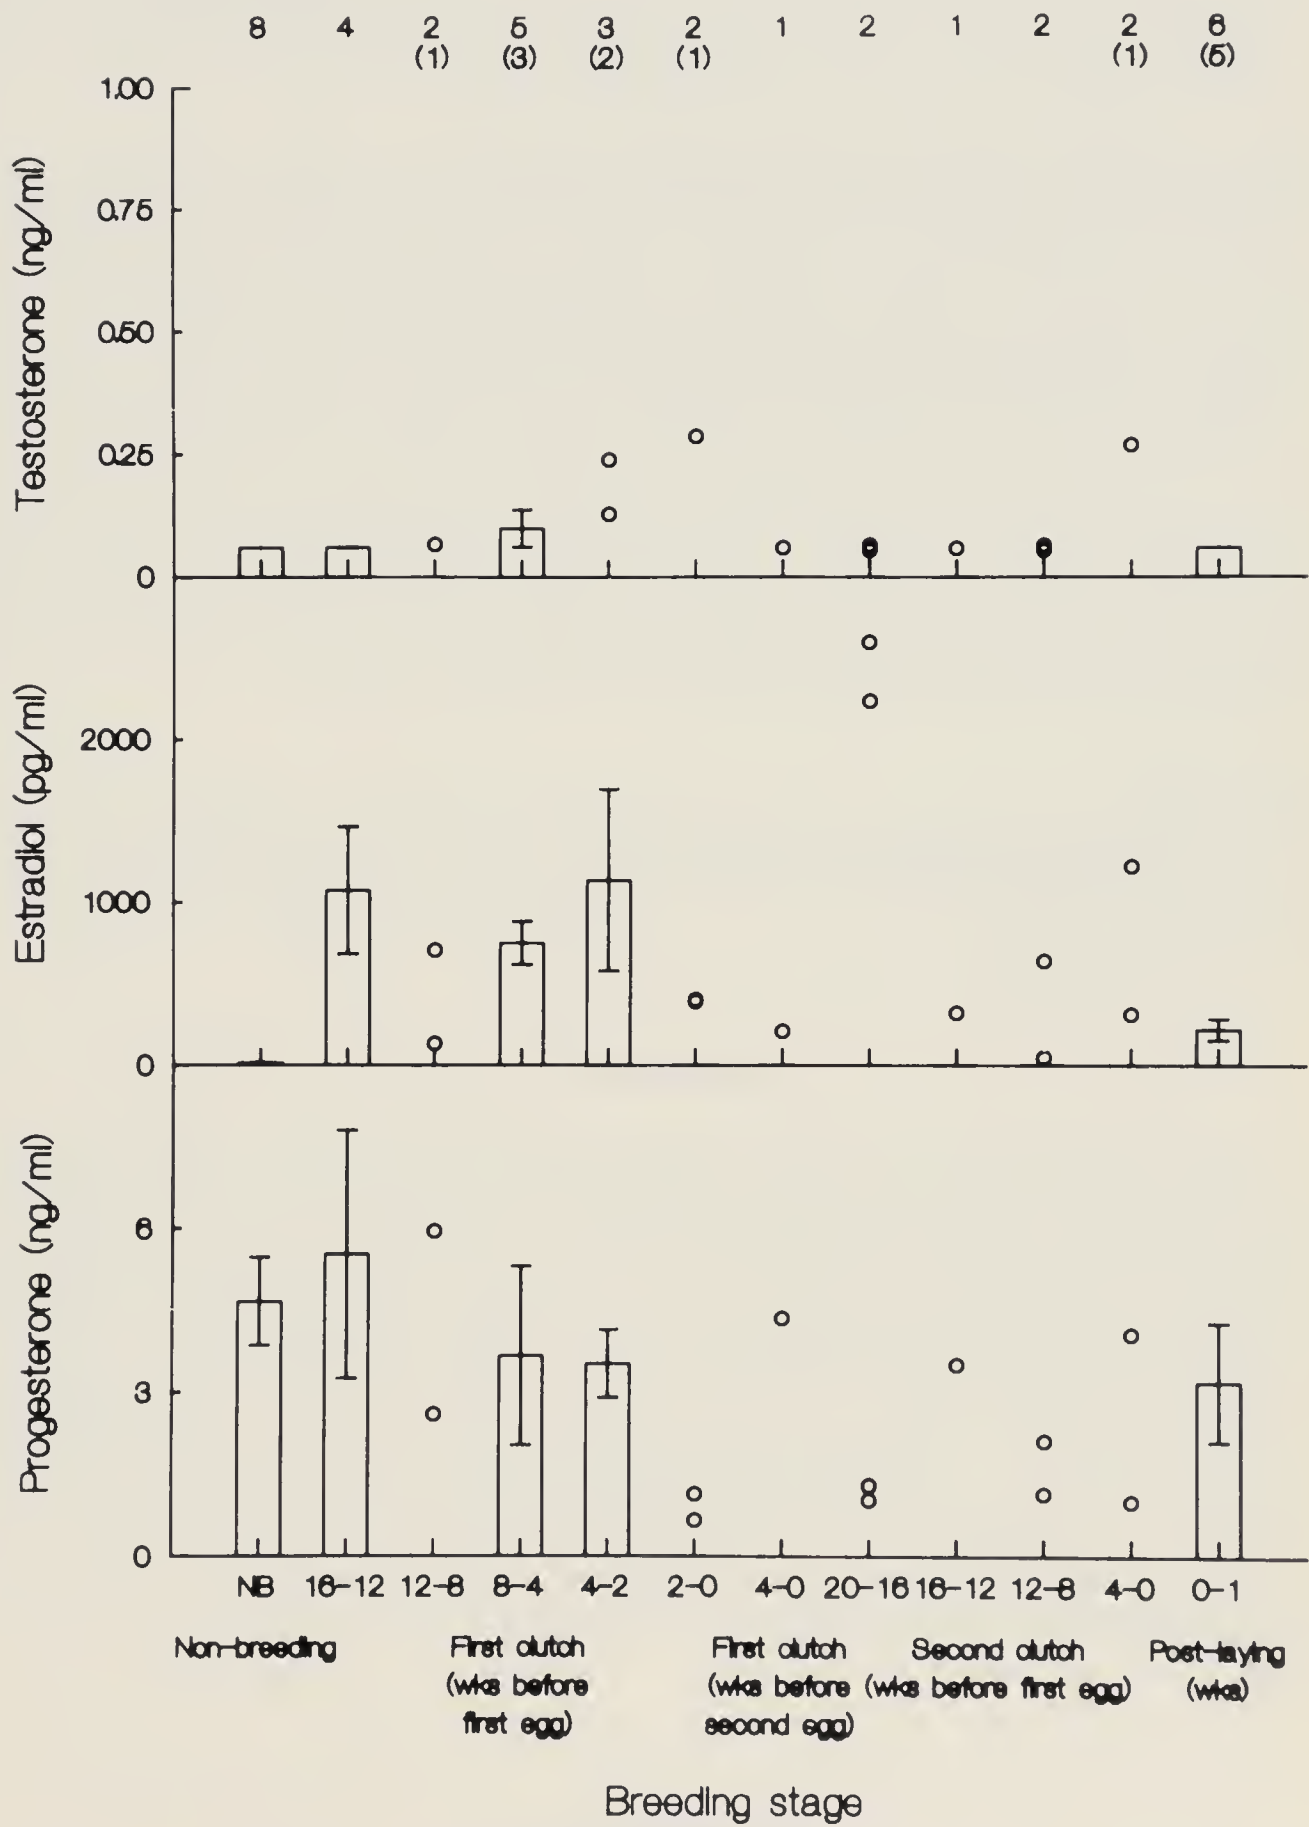 8 4 2 5 3 2 1 2 1 2 2 6
(1) (3) (2) (1) (1) (5)
Testosterone (ng/ml)
1.00
0.75
0.50
0.25
0
Estradiol (pg/ml)
2000
1000
0
Progesterone (ng/ml)
6
3
0
NB 16-12 12-8 8-4 4-2 2-0 4-0 20-16 16-12 12-8 4-0 0-1
Non-breeding First clutch First clutch Second clutch Post-laying
(wks before (wks before (wks before first egg) (wks)
first egg) second egg)
Breeding stage